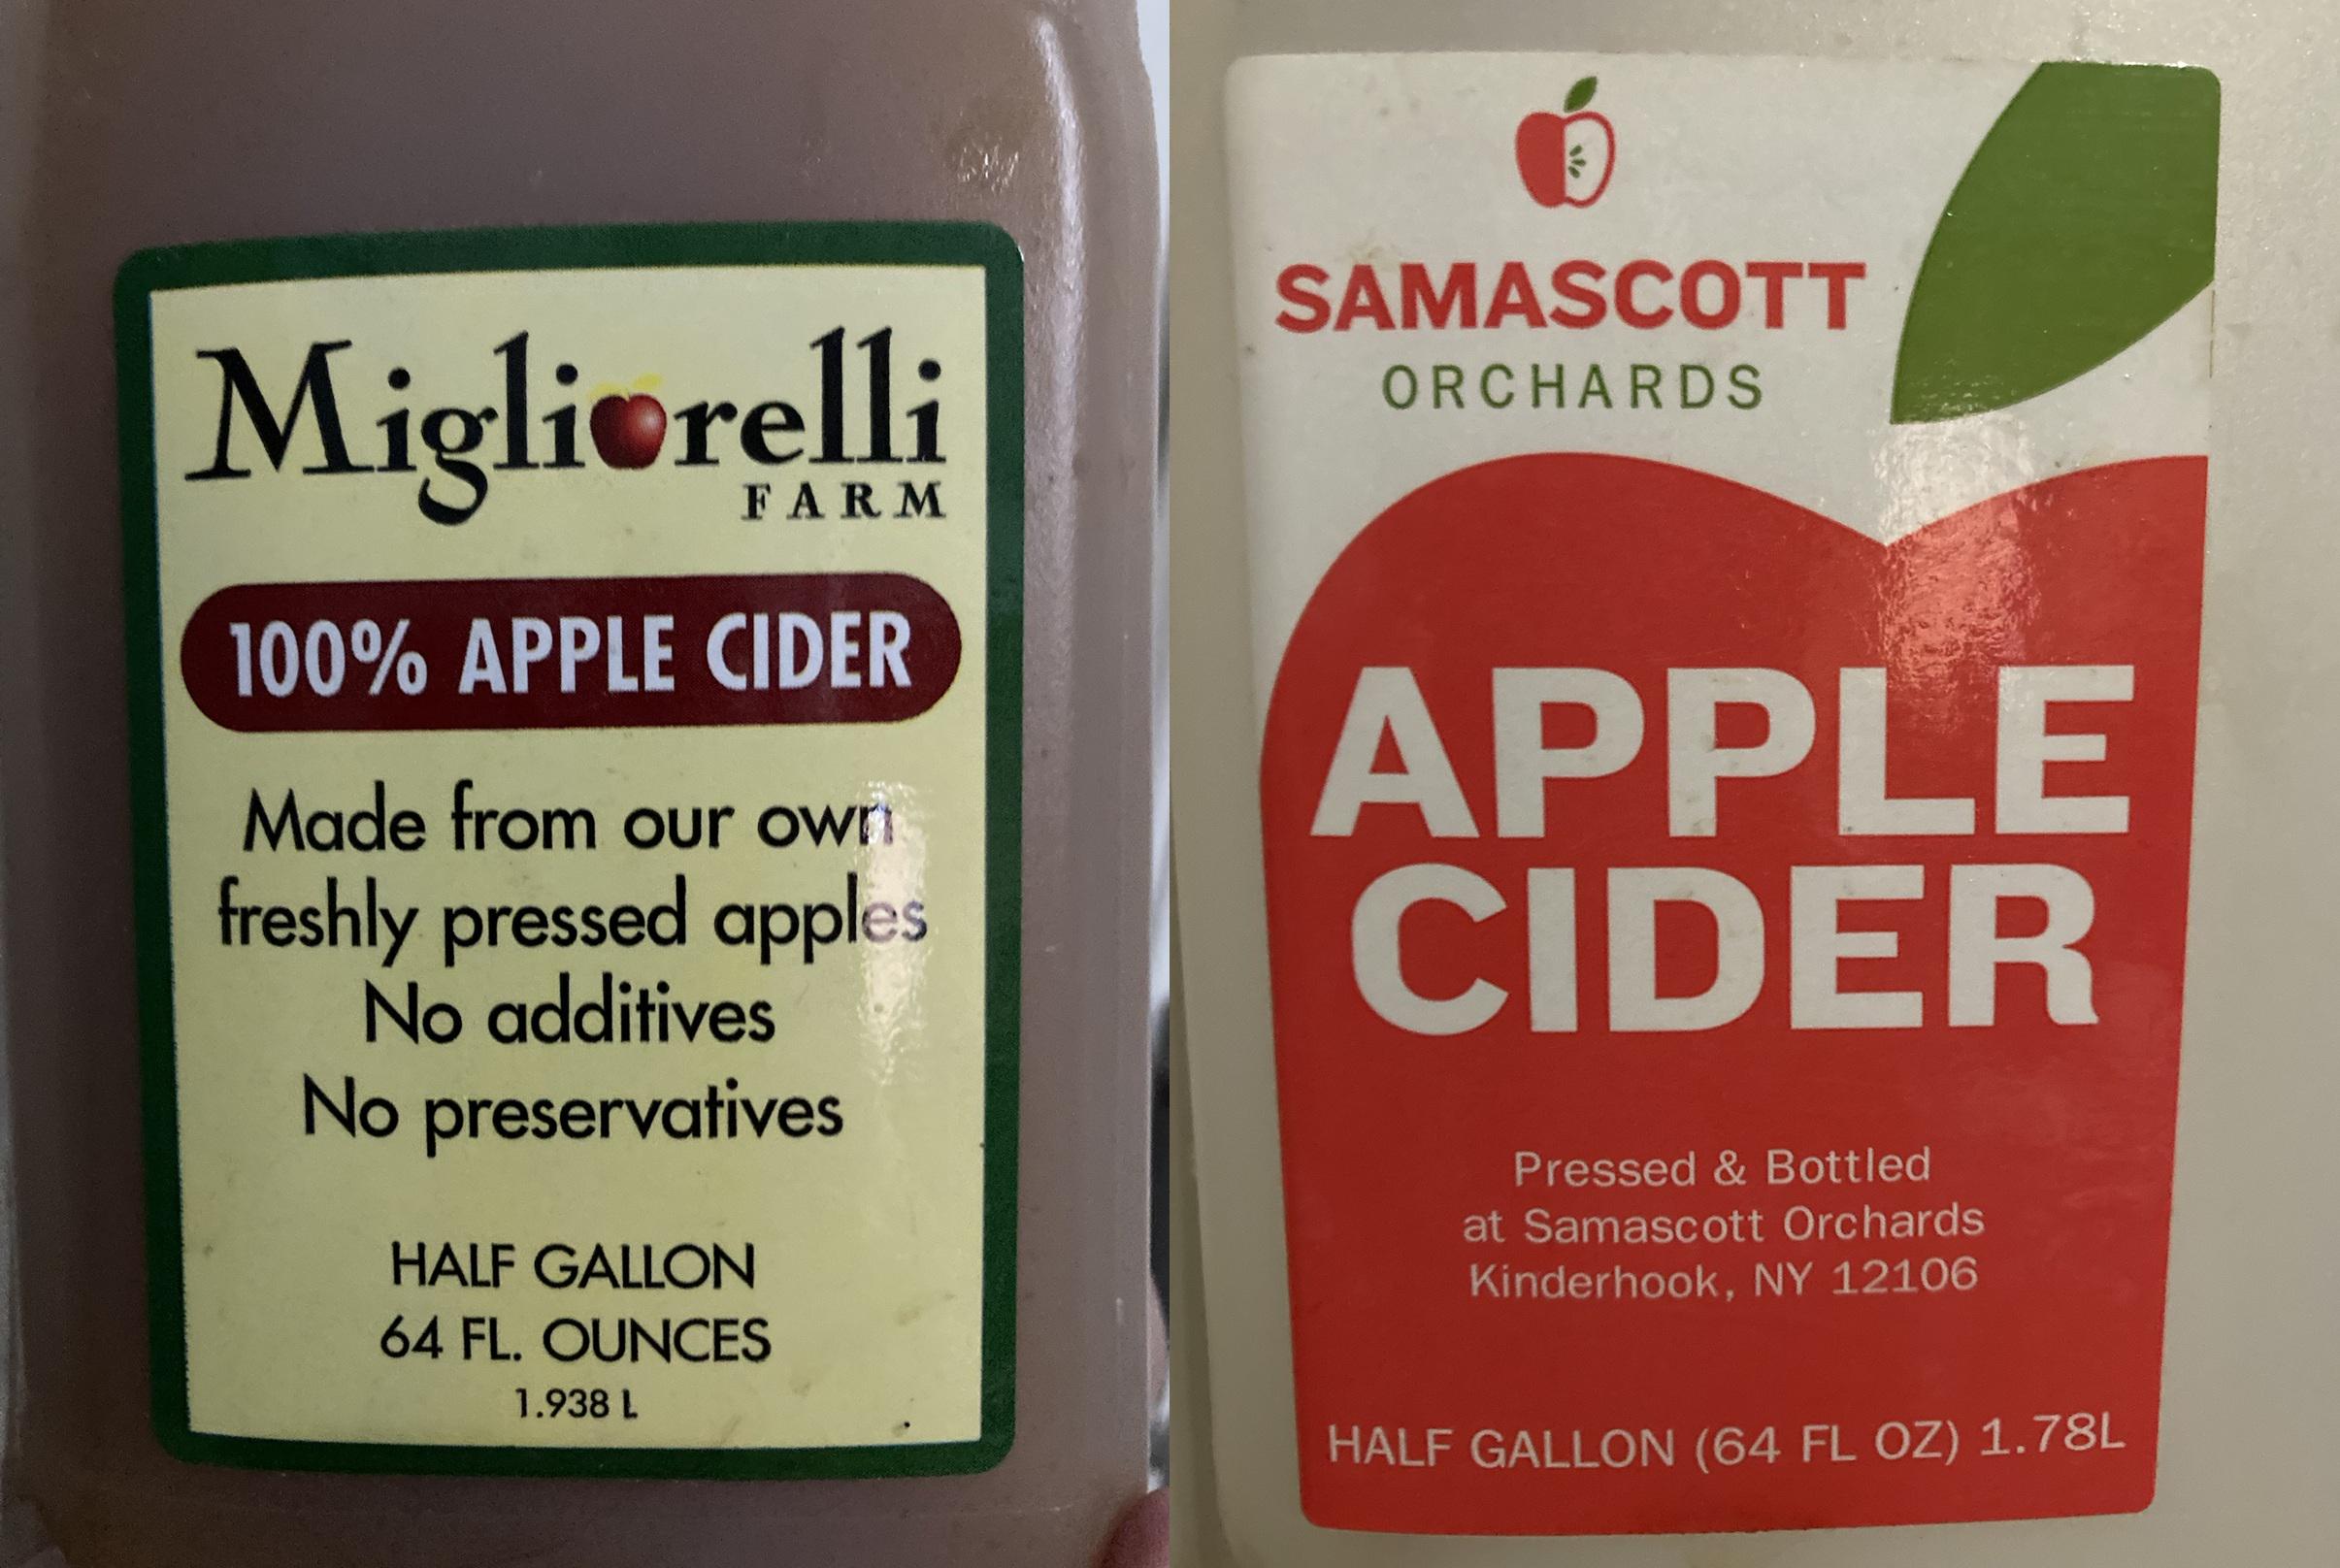 Migliorelli
FARM
100% APPLE CIDER
Made from our own
freshly pressed apples
No additives
No preservatives
HALF GALLON
64 FL. OUNCES
1.938 L
SAMASCOTT
ORCHARDS
APPLE
CIDER
Pressed & Bottled
at Samascott Orchards
Kinderhook, NY 12106
HALF GALLON (64 FL OZ) 1.78L